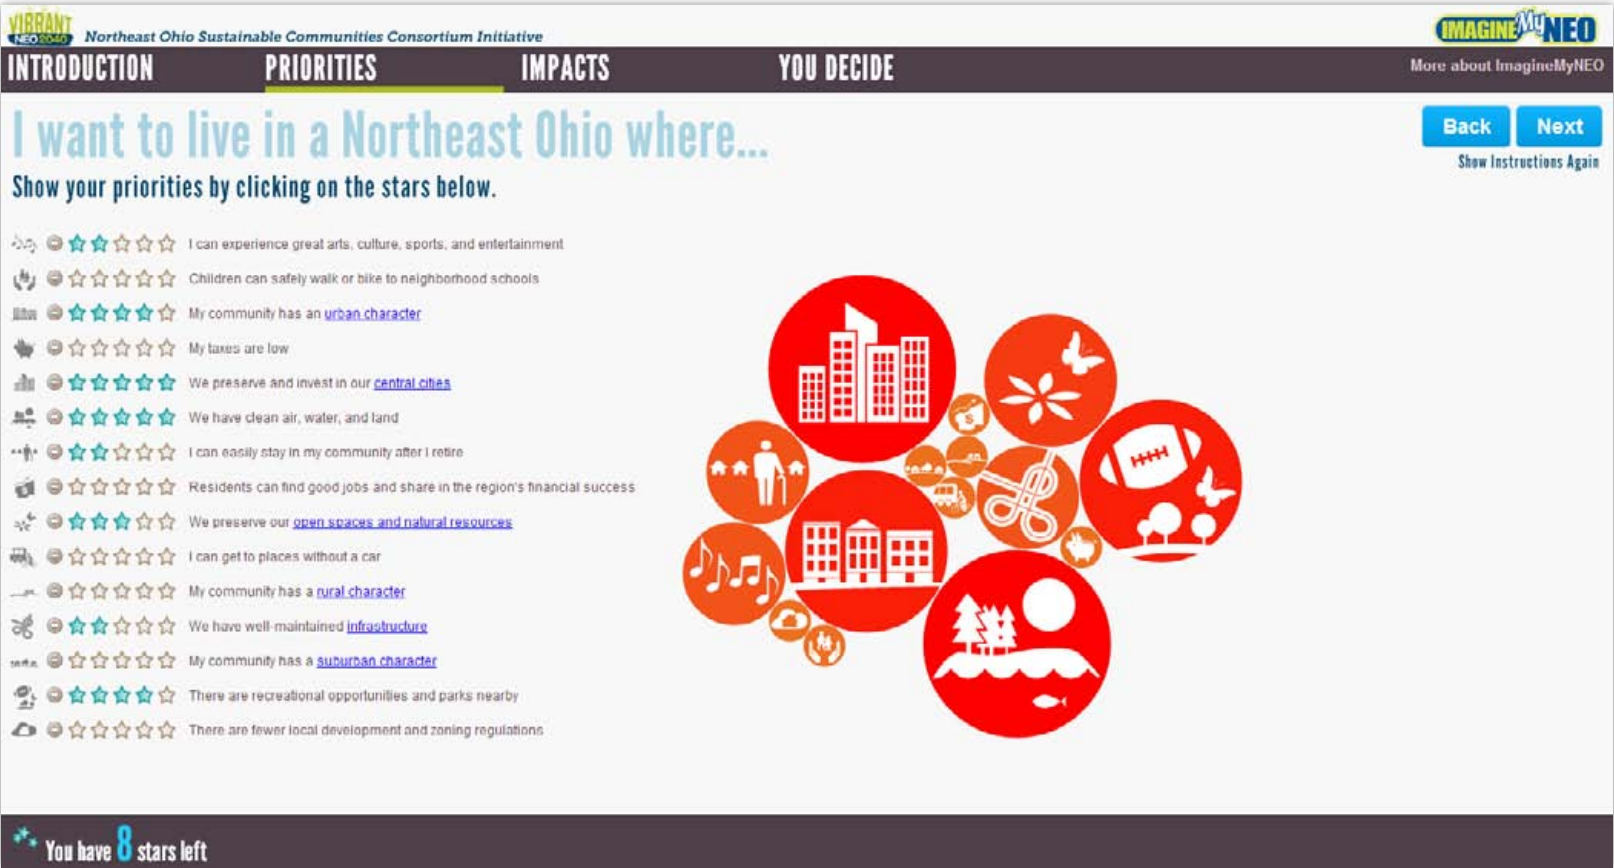 VIBRANT
NEO2040
Northeast Ohio Sustainable Communities Consortium Initiative
IMAGINE My NEO
INTRODUCTION
PRIORITIES
IMPACTS
YOU DECIDE
More about ImagineMyNEO
I want to live in a Northeast Ohio where...
Back
Next
Show Instructions Again
Show your priorities by clicking on the stars below.
I can experience great arts, culture, sports, and entertainment
Children can safely walk or bike to neighborhood schools
My community has an urban character
My taxes are low
We preserve and invest in our central cities
We have clean air, water, and land
I can easily stay in my community after I retire
Residents can find good jobs and share in the region's financial success
We preserve our open spaces and natural resources
I can get to places without a car
My community has a rural character
We have well-maintained infrastructure
My community has a suburban character
There are recreational opportunities and parks nearby
There are fewer local development and zoning regulations
$
You have 8 stars left